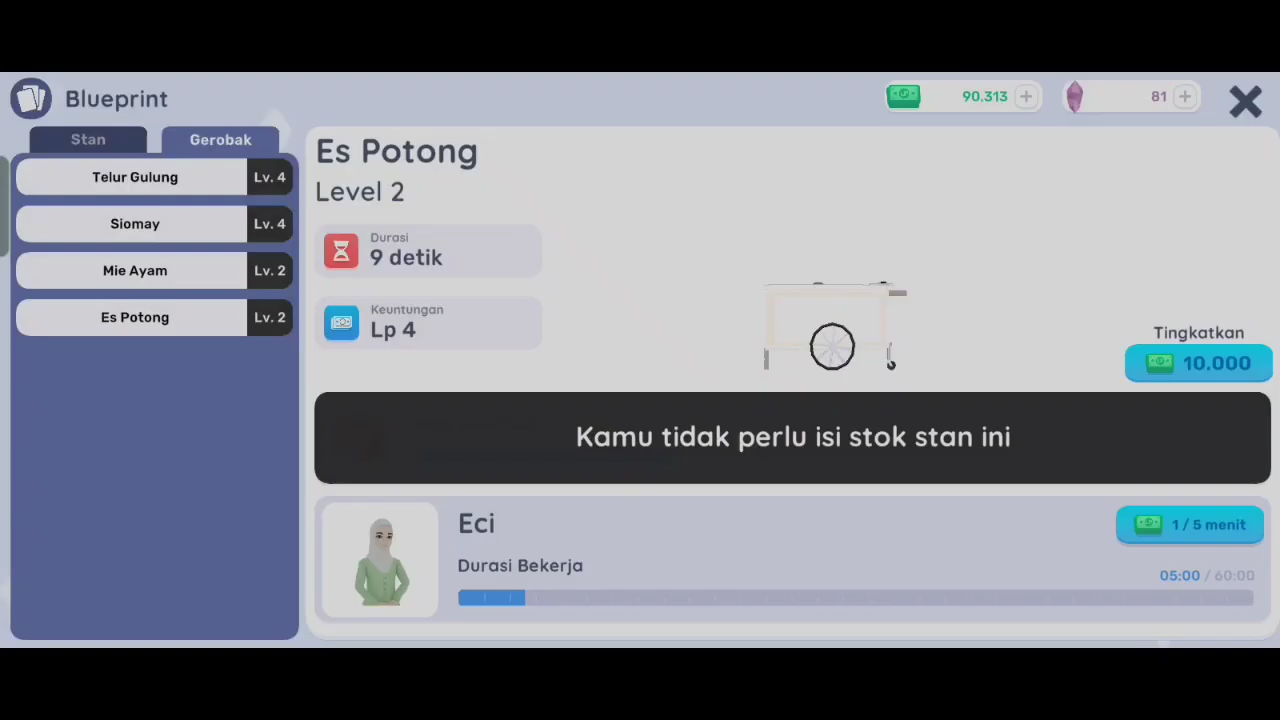 Blueprint
90.313 +
81 +
Stan
Gerobak
Telur Gulung Lv. 4
Siomay Lv. 4
Mie Ayam Lv. 2
Es Potong Lv. 2
Es Potong
Level 2
Durasi
9 detik
Keuntungan
Lp 4
Tingkatkan
10.000
Kamu tidak perlu isi stok stan ini
Eci
1 / 5 menit
Durasi Bekerja
05:00 / 60:00